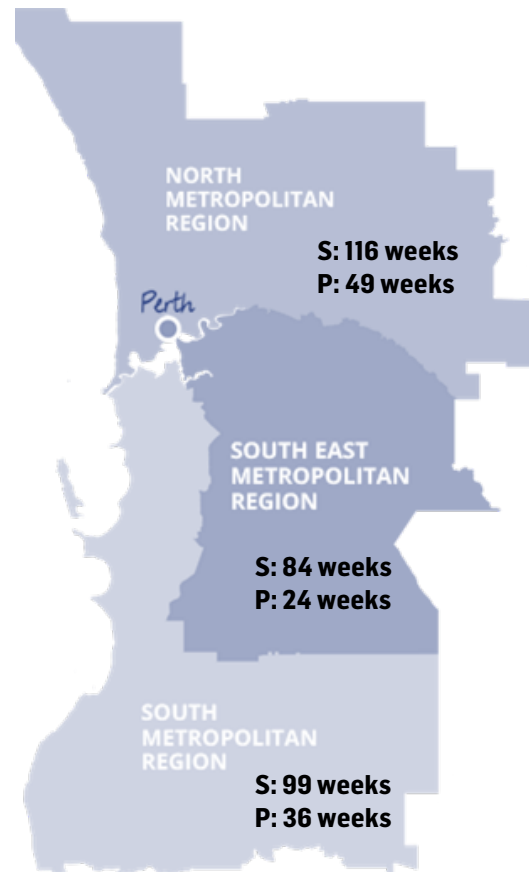 NORTH
METROPOLITAN
REGION
S: 116 weeks
P: 49 weeks
Perth
SOUTH EAST
METROPOLITAN
REGION
S: 84 weeks
P: 24 weeks
SOUTH
METROPOLITAN
REGION
S: 99 weeks
P: 36 weeks